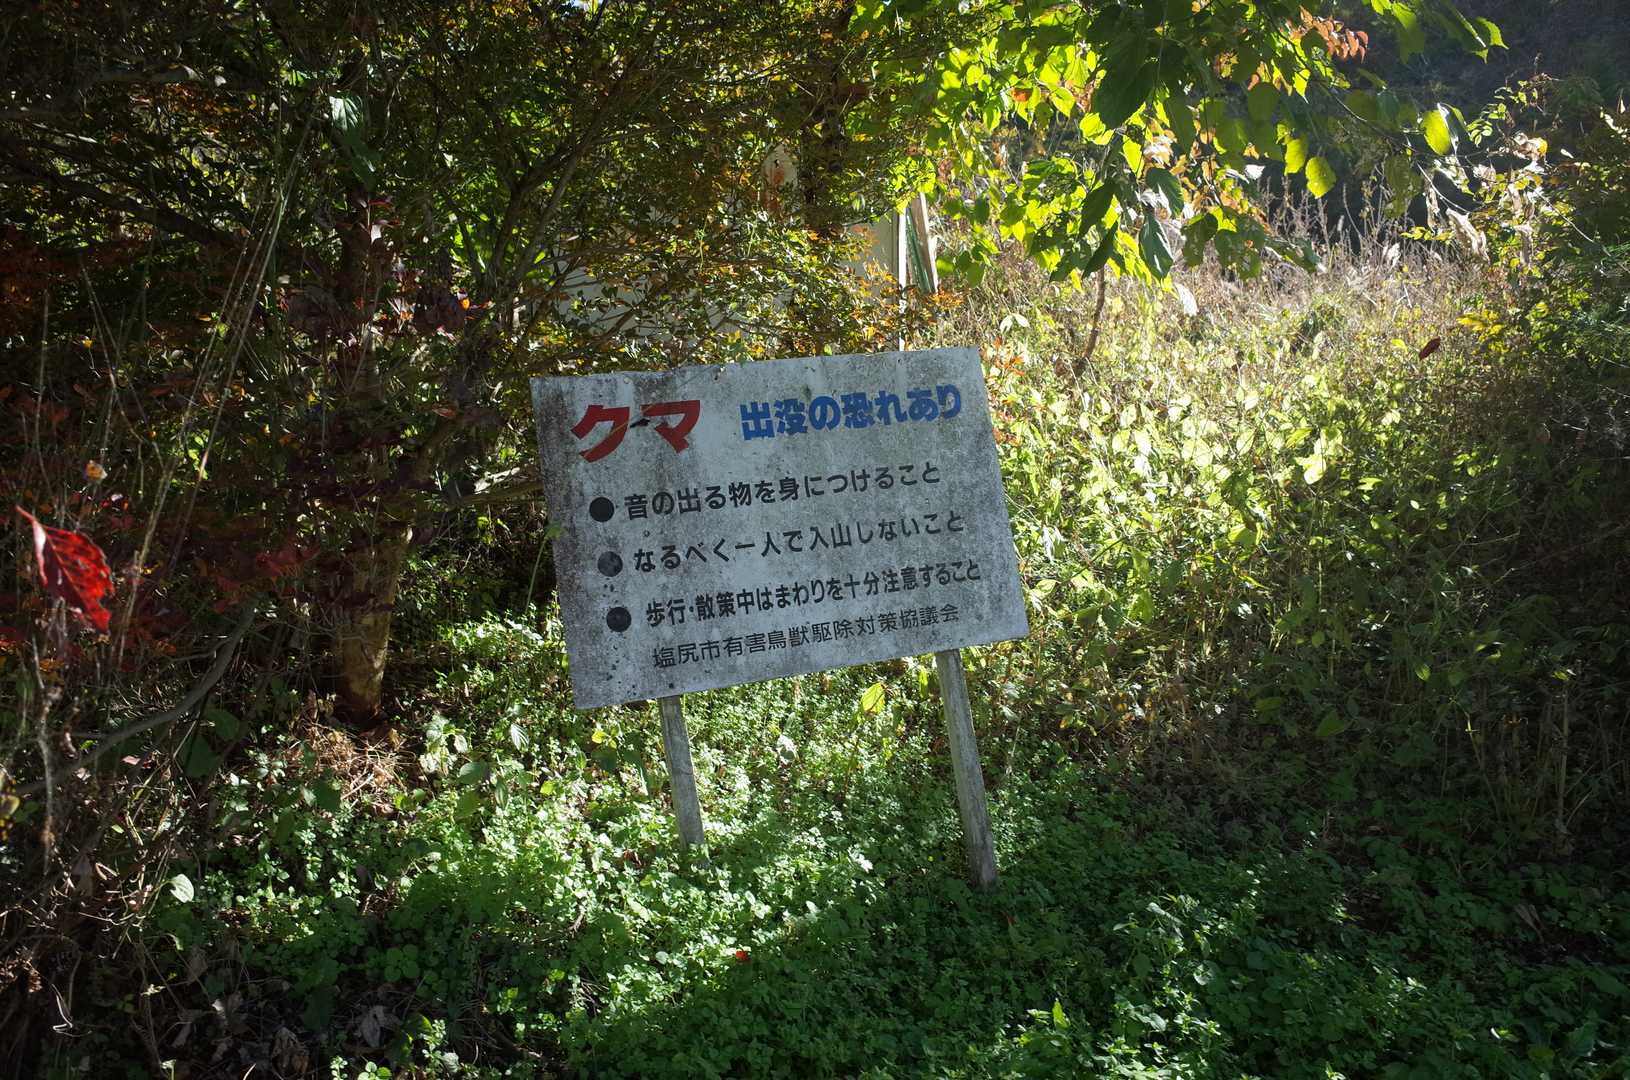 クマ 出没の恐れあり
●音の出る物を身につけること
●なるべく一人で入山しないこと
●歩行・散策中はまわりを十分注意すること
塩尻市有害鳥獣駆除対策協議会